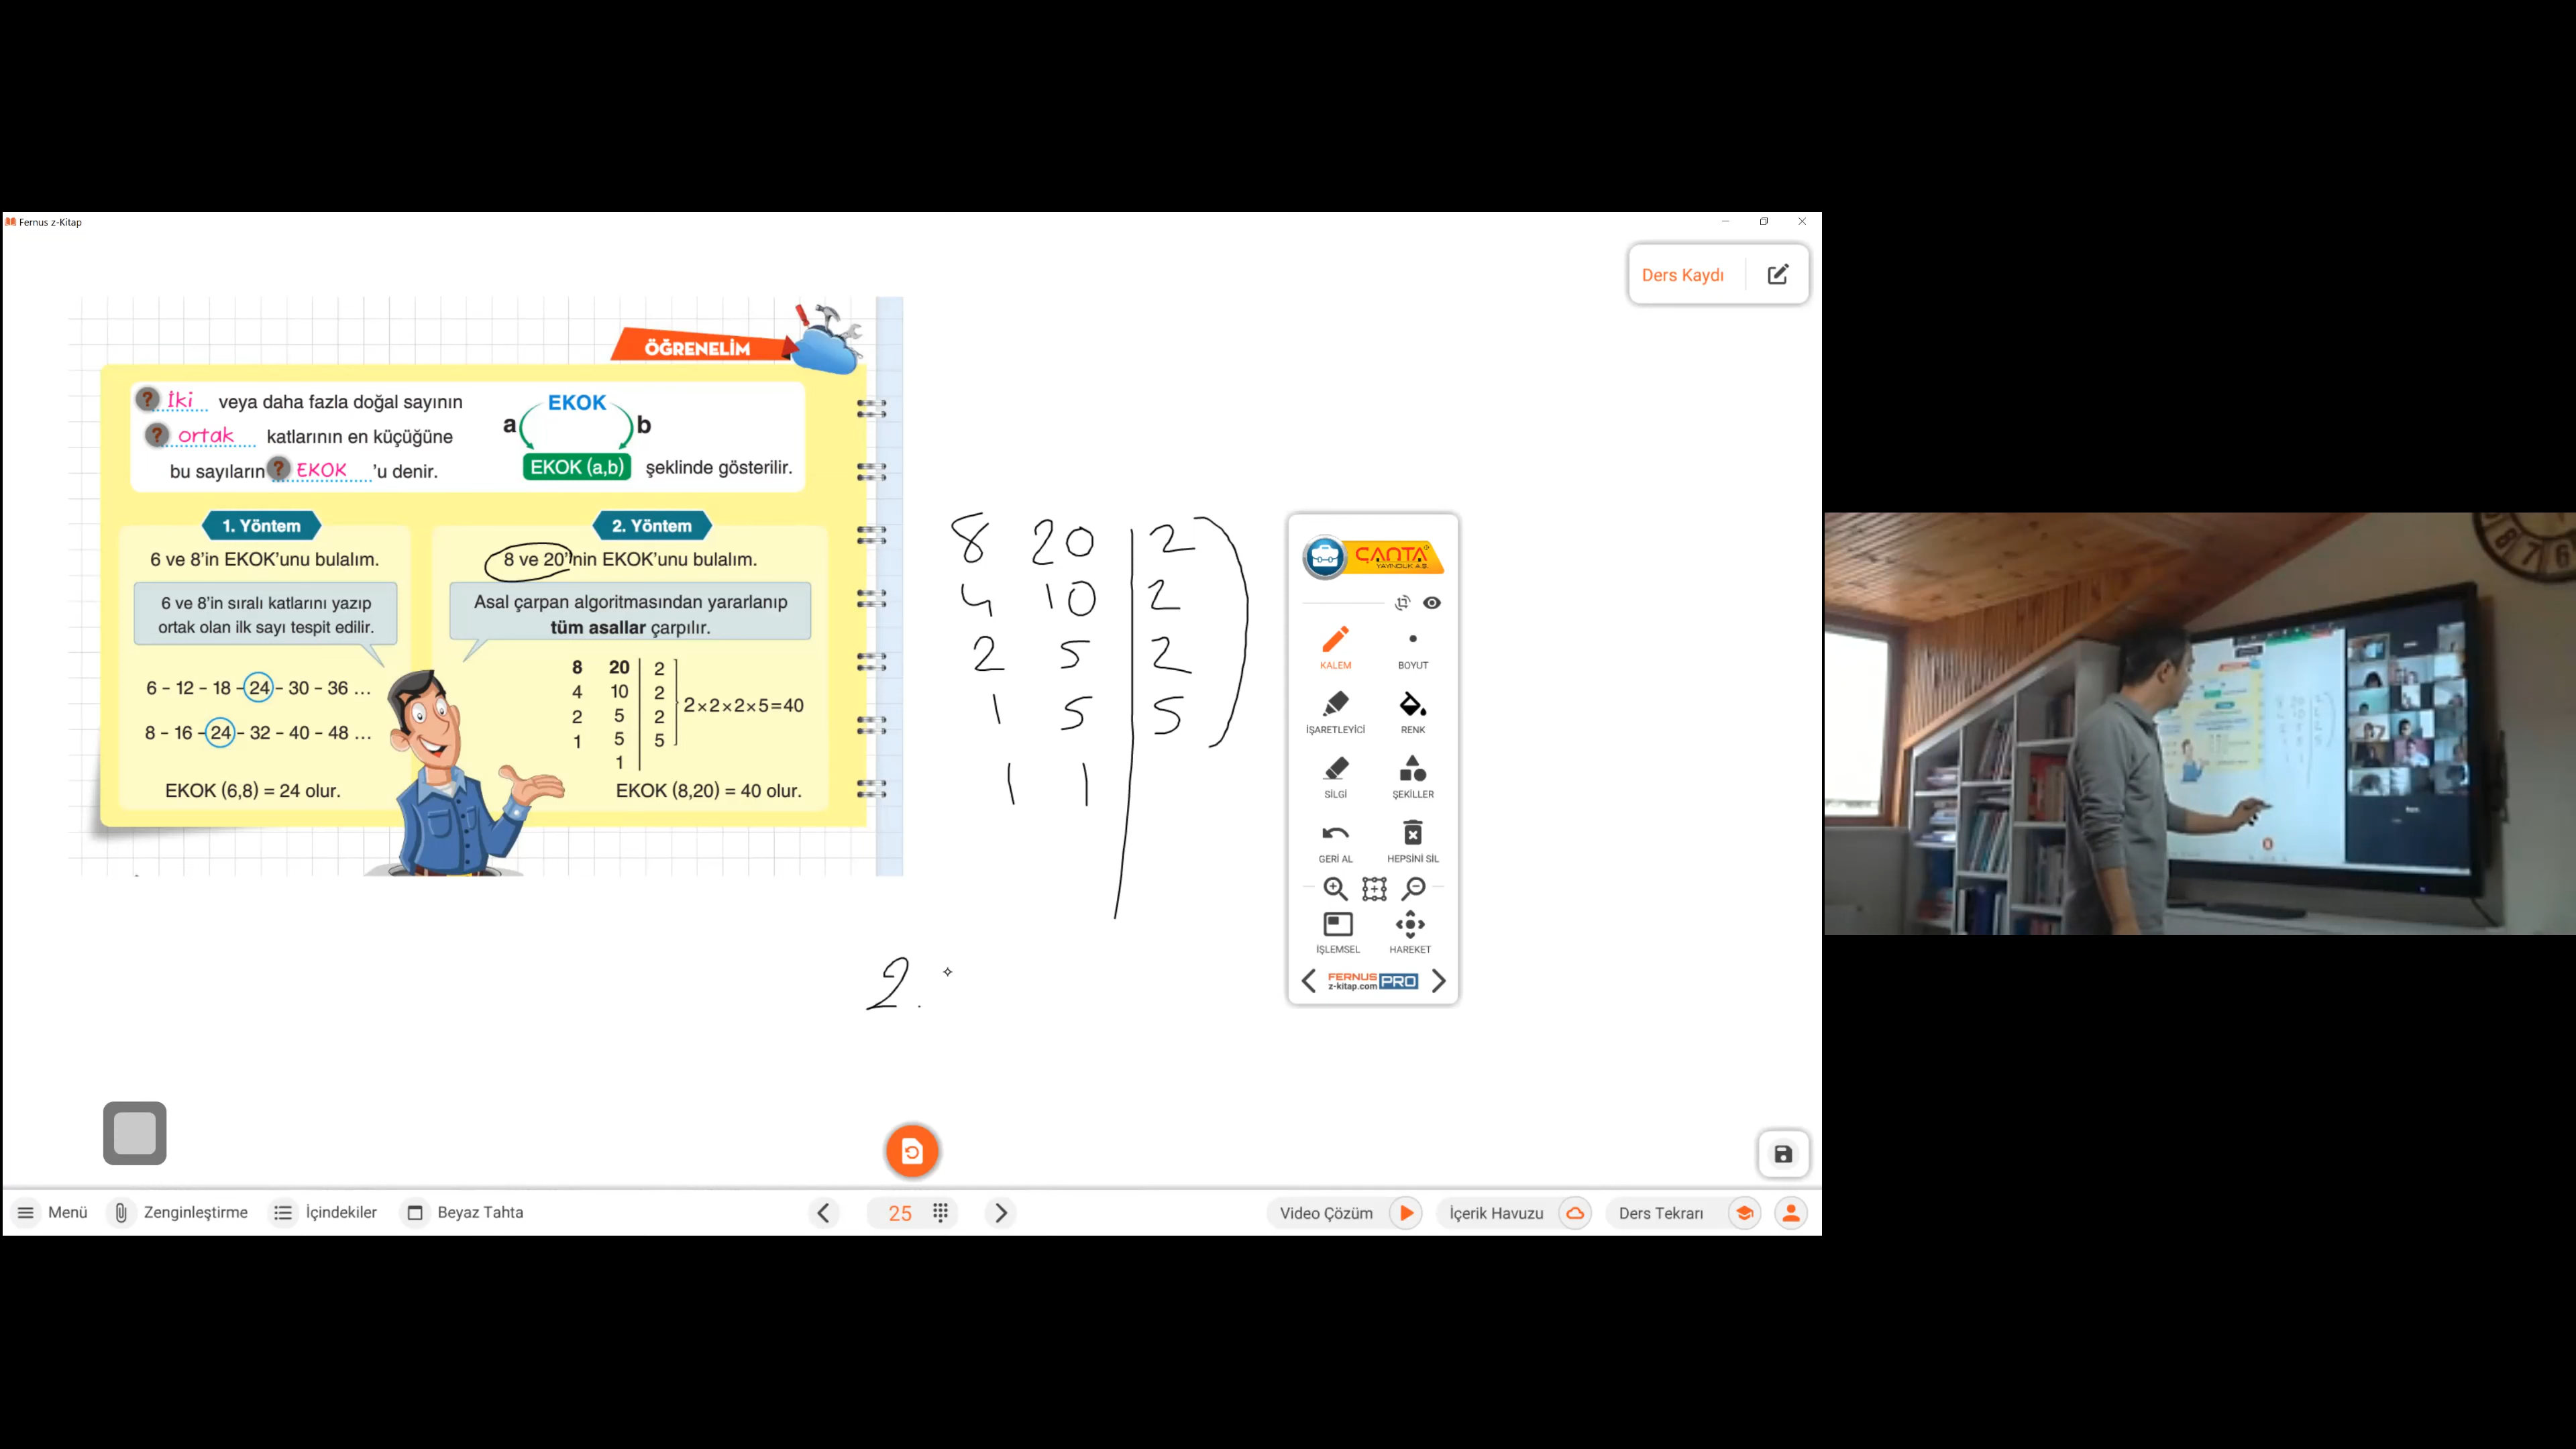 Fernus z-Kitap
Ders Kaydı
ÖĞRENELİM
İki veya daha fazla doğal sayının
ortak katlarının en küçüğüne
bu sayıların EKOK 'u denir.
EKOK
a b
EKOK (a,b) şeklinde gösterilir.
1. Yöntem
6 ve 8'in EKOK'unu bulalım.
6 ve 8'in sıralı katlarını yazıp
ortak olan ilk sayı tespit edilir.
6 - 12 - 18 - 24 - 30 - 36 ...
8 - 16 - 24 - 32 - 40 - 48 ...
EKOK (6,8) = 24 olur.
2. Yöntem
8 ve 20'nin EKOK'unu bulalım.
Asal çarpan algoritmasından yararlanıp
tüm asallar çarpılır.
8 20 2
4 10 2
2 5 2
1 5 5
1
2×2×2×5=40
EKOK (8,20) = 40 olur.
8 20 2
4 10 2
2 5 2
1 5 5
1 1
2 .
ÇANTA
YAYINCILIK A.Ş.
KALEM BOYUT
İŞARETLEYİCİ RENK
SİLGİ ŞEKİLLER
GERİ AL HEPSİNİ SİL
İŞLEMSEL HAREKET
FERNUS PRO
z-kitap.com
Menü Zenginleştirme İçindekiler Beyaz Tahta 25 Video Çözüm İçerik Havuzu Ders Tekrarı
8 7 6